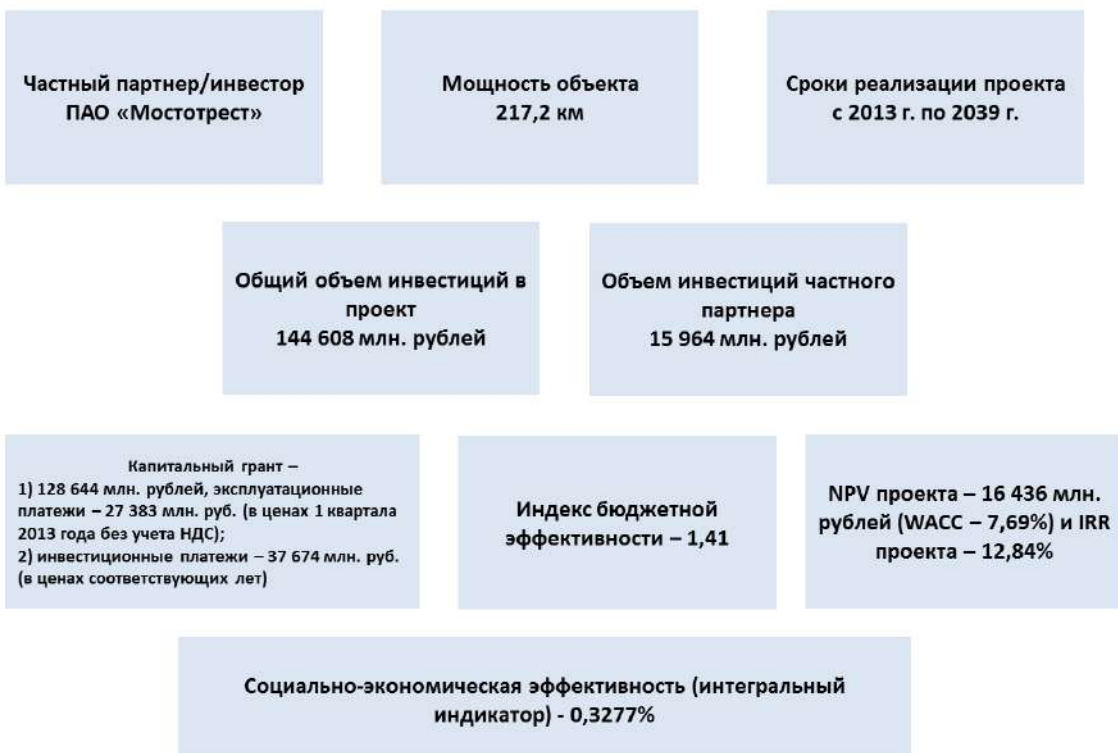 Частный партнер/инвестор
ПАО «Мостотрест»
Мощность объекта
217,2 км
Сроки реализации проекта
с 2013 г. по 2039 г.
Общий объем инвестиций в
проект
144 608 млн. рублей
Объем инвестиций частного
партнера
15 964 млн. рублей
Капитальный грант –
1) 128 644 млн. рублей, эксплуатационные
платежи – 27 383 млн. руб. (в ценах 1 квартала
2013 года без учета НДС);
2) инвестиционные платежи – 37 674 млн. руб.
(в ценах соответствующих лет)
Индекс бюджетной
эффективности – 1,41
NPV проекта – 16 436 млн.
рублей (WACC – 7,69%) и IRR
проекта – 12,84%
Социально-экономическая эффективность (интегральный
индикатор) - 0,3277%